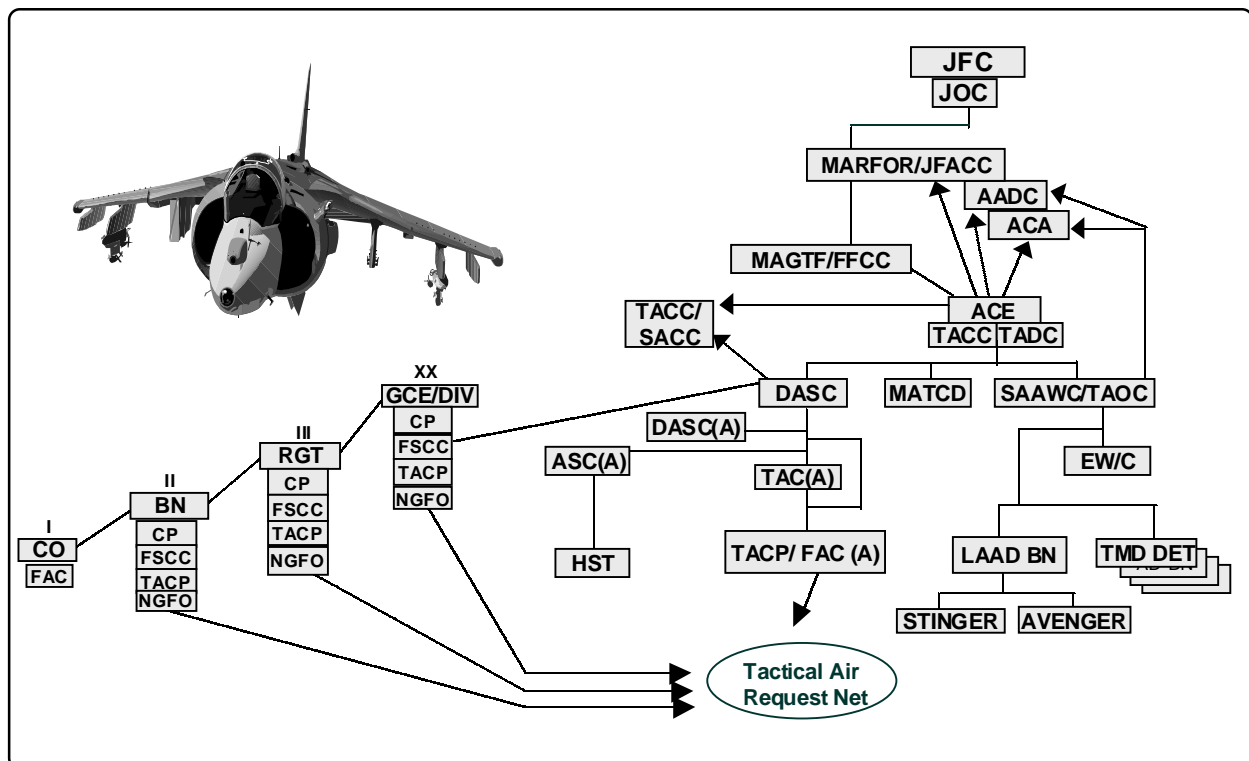 JFC
JOC
MARFOR/JFACC
AADC
ACA
MAGTF/FFCC
ACE
TACC TADC
TACC/
SACC
DASC
MATCD
SAAWC/TAOC
DASC(A)
ASC(A)
TAC(A)
EW/C
HST
TACP/ FAC (A)
LAAD BN
TMD DET
STINGER
AVENGER
XX
GCE/DIV
CP
FSCC
TACP
NGFO
III
RGT
CP
FSCC
TACP
NGFO
II
BN
CP
FSCC
TACP
NGFO
I
CO
FAC
Tactical Air
Request Net